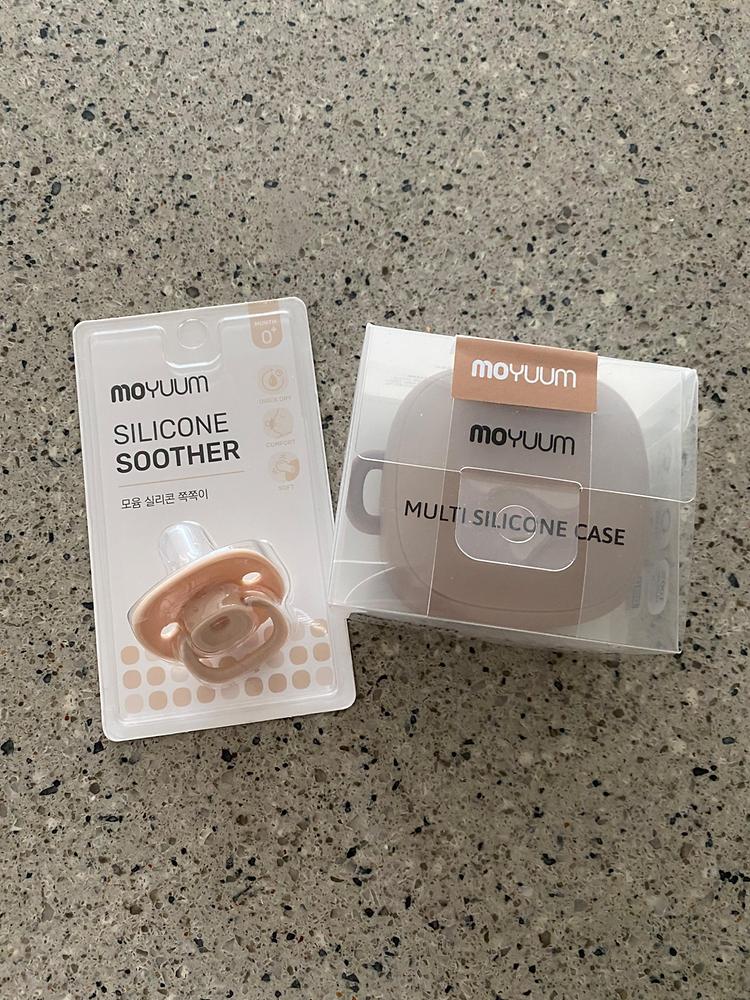 MONTH
0+
moyuum
SILICONE
SOOTHER
모윰 실리콘 쪽쪽이
QUICK DRY
COMFORT
SOFT
moyuum
moyuum
MULTI SILICONE CASE